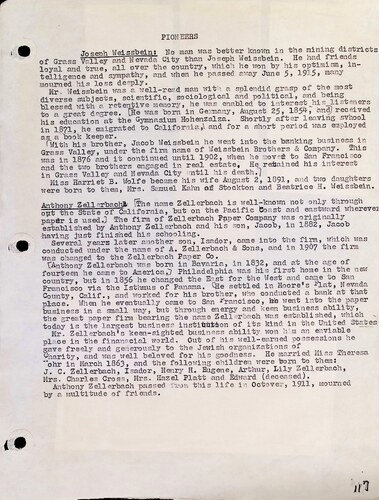 PIONEERS
Joseph Weissbein: No man was better known in the mining districts
of Grass Valley and Nevada City than Joseph Weissbein. He had friends
loyal and true, all over the country, which he won by his optimism, in-
telligence and sympathy, and when he passed away June 5, 1915, many
mourned his loss deeply.
Mr. Weissbein was a well-read man with a splendid group of the most
diverse subjects, scientific, sociological and political, and being
blessed with a retentive memory, he was enabled to interest his listeners
to a great degree. (He was born in Germany, August 25, 1854, and received
his education at the Gymnasium Hohenzalza. Shortly after leaving svhool
in 1871, he emigrated to California, and for a short period was employed
as a book keeper.
(With his brother, Jacob Weissbein he went into the banking business in
Grass Valley, under the firm name of Weissbein Brothers & Company. This
was in 1876 and it continued until 1902, when he moved to San Francisco
and the two brothers engaged in real estate. He retained his interest
in Grass Valley and Nevada City until his death.)
Miss Harriet B. Wolfe became his wife August 2, 1891, and two daughters
were born to them, Mrs. Samuel Kahn of Stockton and Beatrice H. Weissbein.
Anthony Zellerbach: (The name Zellerbach is well-known not only through
out the State of California, but on the Pacific Coast and eastward wherever
paper is used.) The firm of Zellerbach Paper Company was originally
established by Anthony Zellerbach and his son, Jacob, in 1882, Jacob
having just finished his schooling.
Several years later another son, Isador, came into the firm, which was
conducted under the name of A. Zellerbach & Sons, and in 1907 the firm
was changed to the Zellerbach Paper Co.
(Anthony Zellerbach was born in Bavaria, in 1832, and at the age of
fourteen he came to America.) Philadelphia was his first home in the new
country, but in 1856 he changed the East for the West and came to San
Francisco via the Isthmus of Panama. (He settled in Moore's Flat, Nevada
County, Calif., and worked for his brother, who conducted a bank at that
place. When he eventually came to San Francisco, he went into the paper
business in a small way, but through energy and keen business ability,
the great paper firm bearing the name Zellerbach was established, which
today is the largest business institution of its kind in the United States
Mr. Zellerbach's keen-sighted business ability won him an enviable
place in the financial world. Out of his well-earned possessions he
gave freely and generously to the Jewish organizations of
Charity, and was well beloved for his goodness. He married Miss Theresa
ohr in March 1863, and the following children were born to them:
J. C. Zellerbach, Isador, Henry H. Eugene, Arthur, Lily Zellerbach,
Mrs. Charles Cross, Mrs. Hazel Platt and Edward (deceased).
Anthony Zellerbach passed from this life in Octover, 1911, mourned
by a multitude of friends.
117